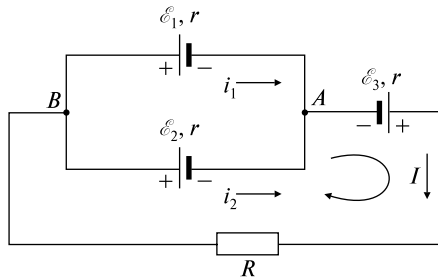 ℰ₁, r
+ −
i₁
B
A
ℰ₃, r
− +
ℰ₂, r
+ −
i₂
I
R